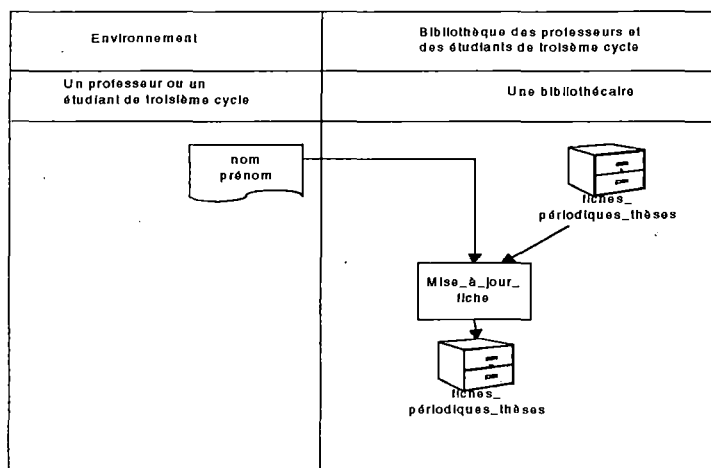 Environnement
Bibliothèque des professeurs et
des étudiants de troisème cycle
Un professeur ou un
étudiant de troisième cycle
Une bibliothécaire
nom
prénom
fiches_
périodiques_thèses
Mise_à_jour_
fiche
fiches_
périodiques_thèses